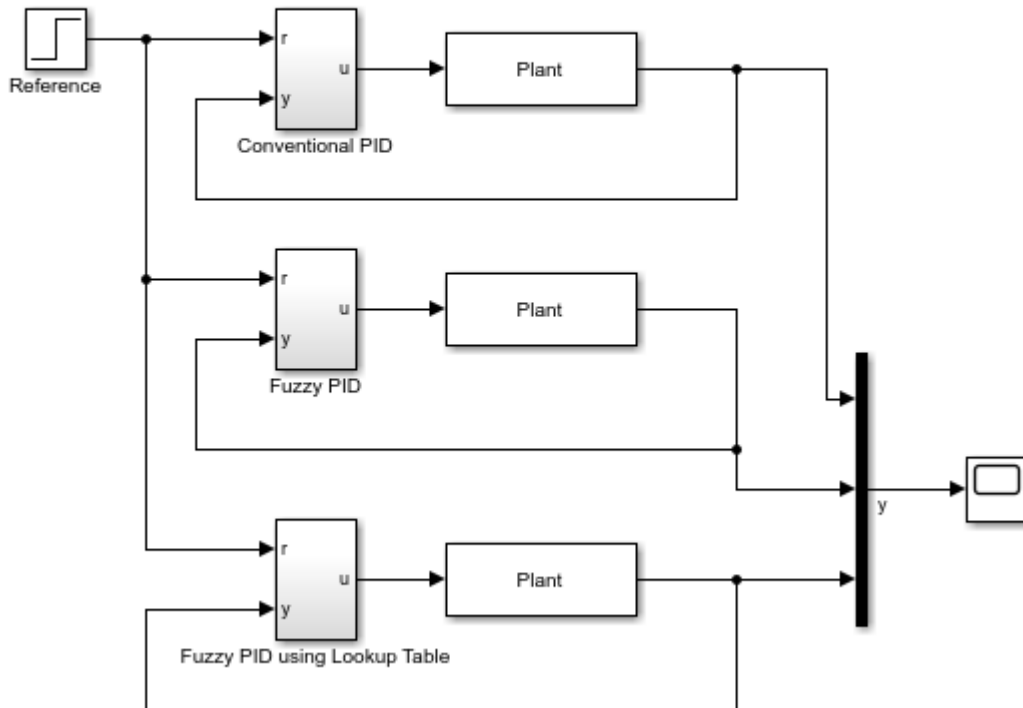 Reference
r
u
y
Conventional PID
Plant
r
u
y
Fuzzy PID
Plant
r
u
y
Fuzzy PID using Lookup Table
Plant
y